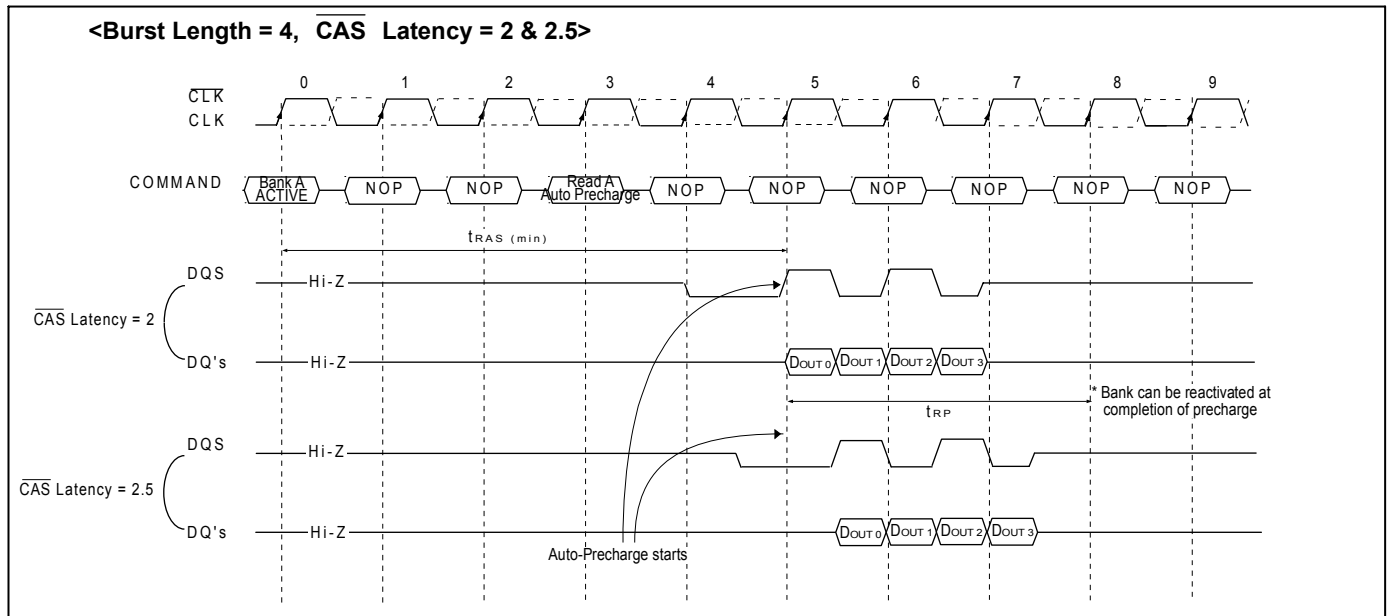 <Burst Length = 4, CAS Latency = 2 & 2.5>
0 1 2 3 4 5 6 7 8 9
CLK
CLK
COMMAND
Bank A
ACTIVE
NOP
NOP
Read A
Auto Precharge
NOP
NOP
NOP
NOP
NOP
NOP
tRAS (min)
DQS
Hi-Z
CAS Latency = 2
DQ's
Hi-Z
DOUT 0 DOUT 1 DOUT 2 DOUT 3
tRP
* Bank can be reactivated at
completion of precharge
DQS
Hi-Z
CAS Latency = 2.5
DQ's
Hi-Z
DOUT 0 DOUT 1 DOUT 2 DOUT 3
Auto-Precharge starts